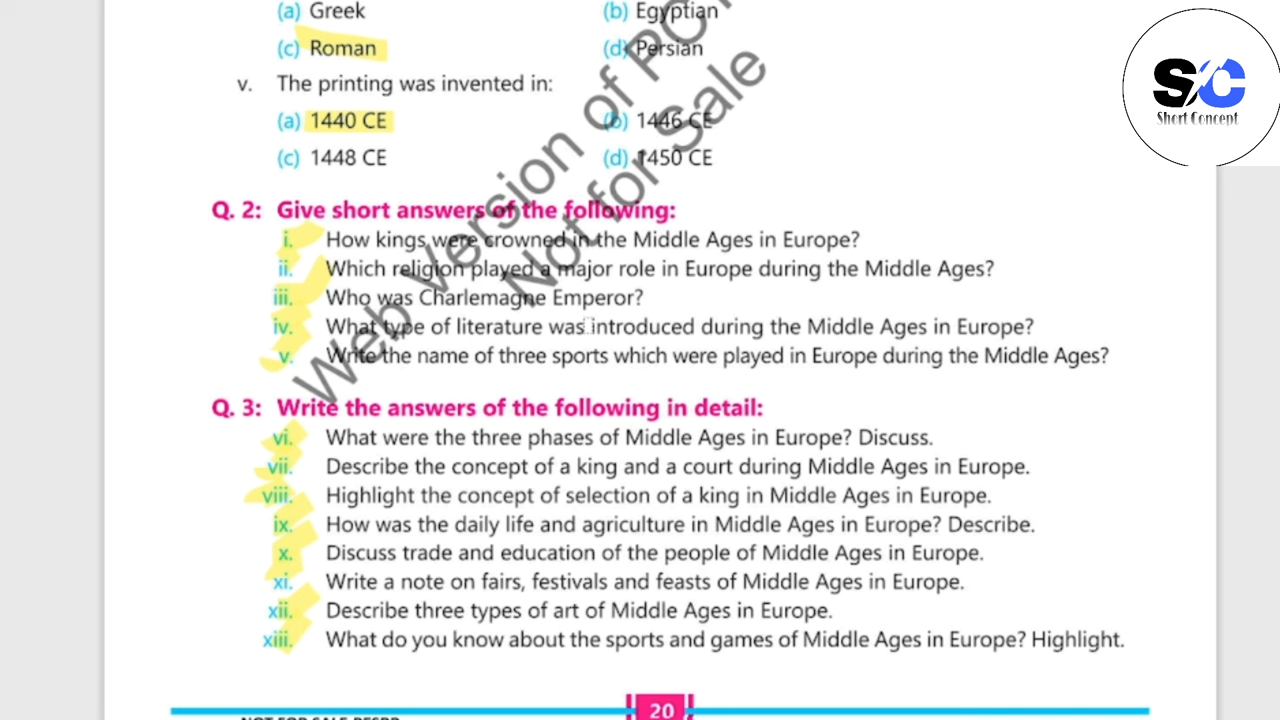 (a) Greek (b) Egyptian
(c) Roman (d) Persian
v. The printing was invented in:
(a) 1440 CE (b) 1446 CE
(c) 1448 CE (d) 1450 CE
Q. 2: Give short answers of the following:
i. How kings were crowned in the Middle Ages in Europe?
ii. Which religion played a major role in Europe during the Middle Ages?
iii. Who was Charlemagne Emperor?
iv. What type of literature was introduced during the Middle Ages in Europe?
v. Write the name of three sports which were played in Europe during the Middle Ages?
Q. 3: Write the answers of the following in detail:
vi. What were the three phases of Middle Ages in Europe? Discuss.
vii. Describe the concept of a king and a court during Middle Ages in Europe.
viii. Highlight the concept of selection of a king in Middle Ages in Europe.
ix. How was the daily life and agriculture in Middle Ages in Europe? Describe.
x. Discuss trade and education of the people of Middle Ages in Europe.
xi. Write a note on fairs, festivals and feasts of Middle Ages in Europe.
xii. Describe three types of art of Middle Ages in Europe.
xiii. What do you know about the sports and games of Middle Ages in Europe? Highlight.
20
NOT FOR SALE-PESRP
Web Version of PC
Not for Sale
SC
Short Concept